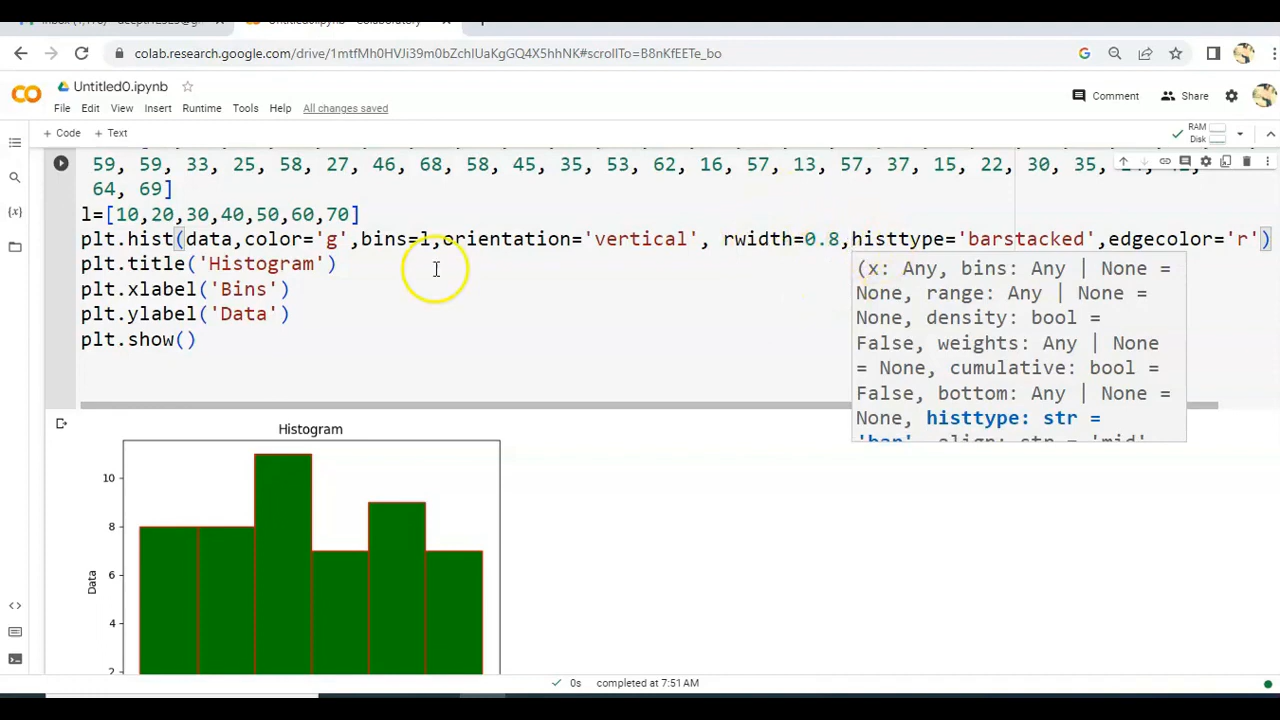 colab.research.google.com/drive/1mtfMh0HVJi39m0bZchIUaKgGQ4X5hhNK#scrollTo=B8nKfEETe_bo
Untitled0.ipynb
Comment
Share
File Edit View Insert Runtime Tools Help All changes saved
+ Code + Text
RAM
Disk
59, 59, 33, 25, 58, 27, 46, 68, 58, 45, 35, 53, 62, 16, 57, 13, 57, 37, 15, 22, 30, 35,
64, 69]
l=[10,20,30,40,50,60,70]
plt.hist(data,color='g',bins=l,orientation='vertical', rwidth=0.8,histtype='barstacked',edgecolor='r')
plt.title('Histogram')
plt.xlabel('Bins')
plt.ylabel('Data')
plt.show()
(x: Any, bins: Any | None =
None, range: Any | None =
None, density: bool =
False, weights: Any | None
= None, cumulative: bool =
False, bottom: Any | None =
None, histtype: str =
'bar', align: str = 'mid'
Histogram
10
8
6
4
2
Data
0s completed at 7:51 AM